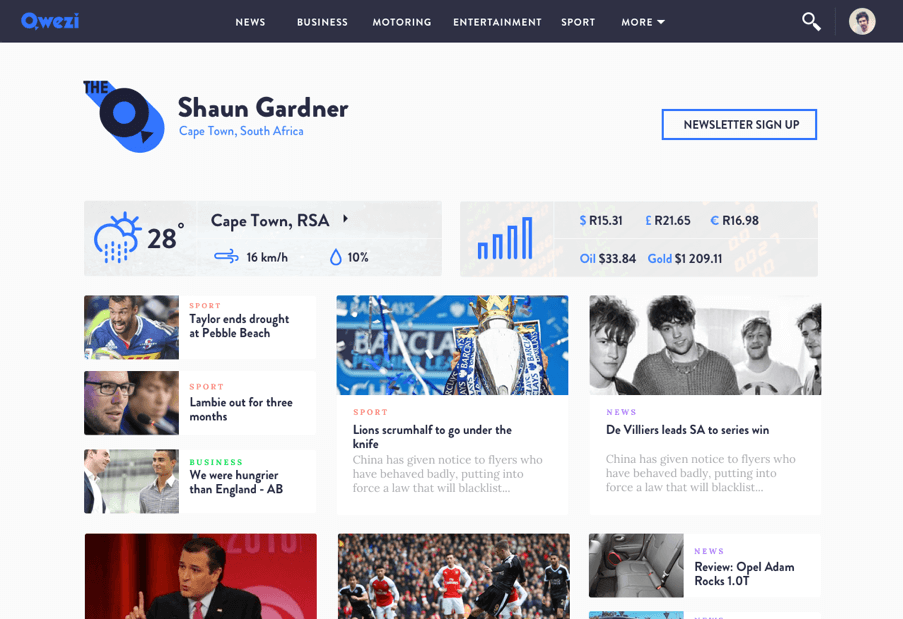 Qwezi
NEWS BUSINESS MOTORING ENTERTAINMENT SPORT MORE
THE
Shaun Gardner
Cape Town, South Africa
NEWSLETTER SIGN UP
28°
Cape Town, RSA
16 km/h 10%
$ R15.31 £ R21.65 € R16.98
Oil $33.84 Gold $1 209.11
SPORT
Taylor ends drought
at Pebble Beach
SPORT
Lambie out for three
months
BUSINESS
We were hungrier
than England - AB
BARCLAYS
SPORT
Lions scrumhalf to go under the
knife
China has given notice to flyers who
have behaved badly, putting into
force a law that will blacklist...
NEWS
De Villiers leads SA to series win
China has given notice to flyers who
have behaved badly, putting into
force a law that will blacklist...
2016
NEWS
Review: Opel Adam
Rocks 1.0T